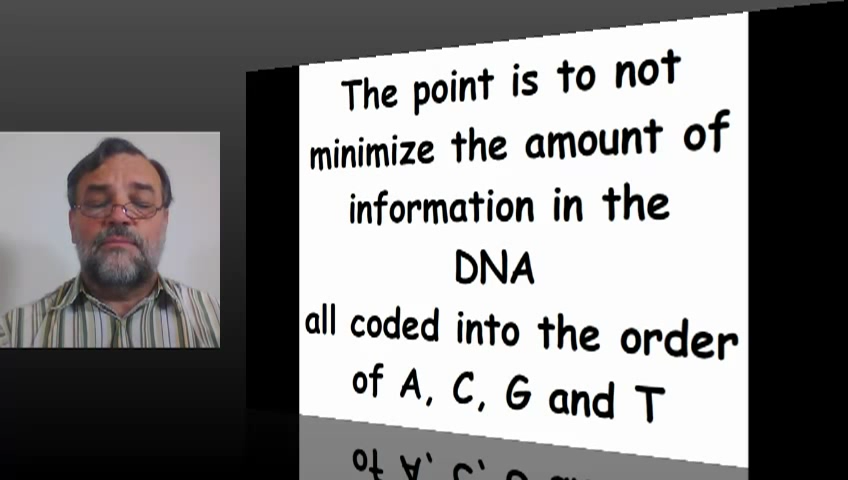 The point is to not
minimize the amount of
information in the
DNA
all coded into the order
of A, C, G and T